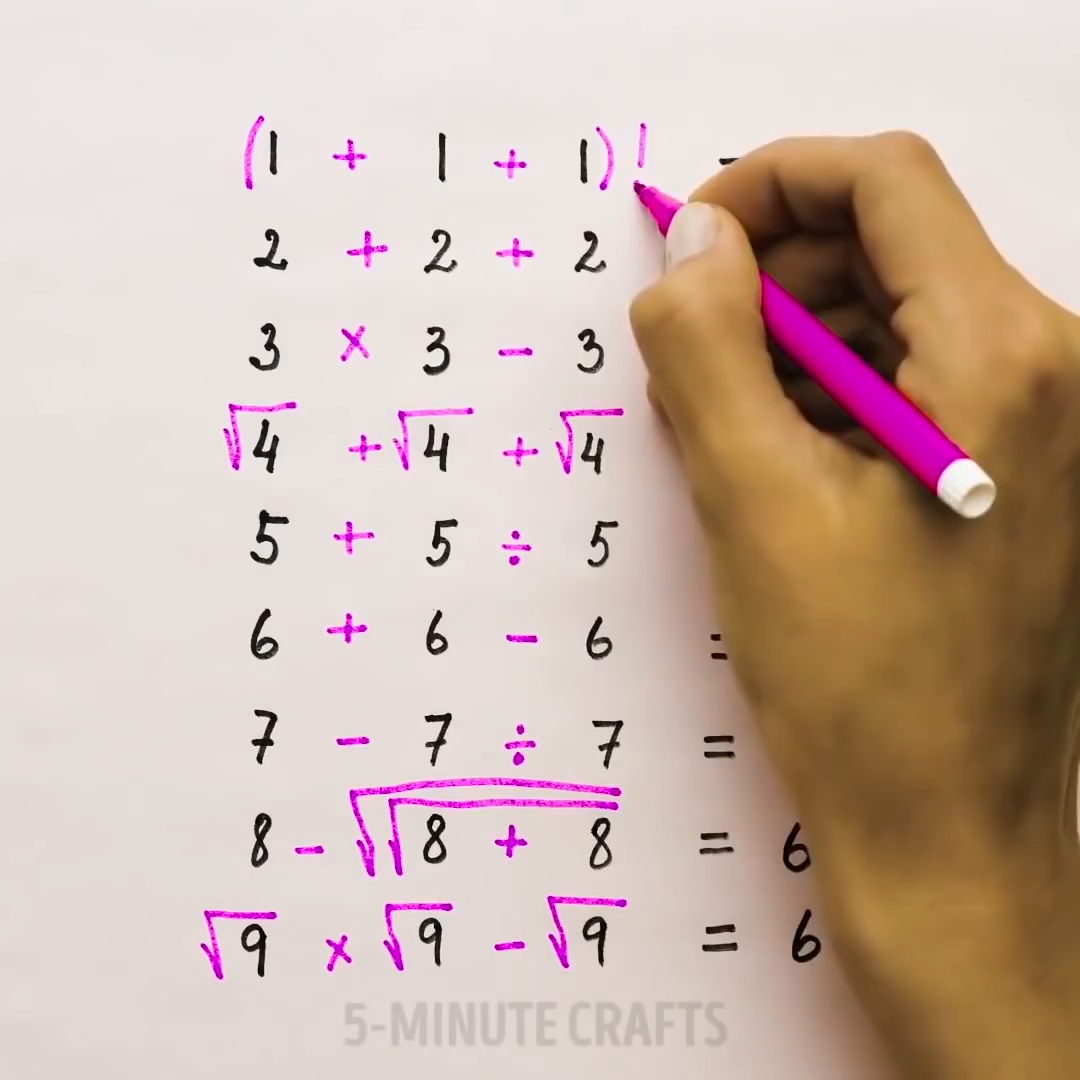 (1 + 1 + 1)
2 + 2 + 2
3 × 3 - 3
√4 + √4 + √4
5 + 5 ÷ 5
6 + 6 - 6 =
7 - 7 ÷ 7 =
8 - √√(8 + 8) = 6
√9 × √9 - √9 = 6
5-MINUTE CRAFTS